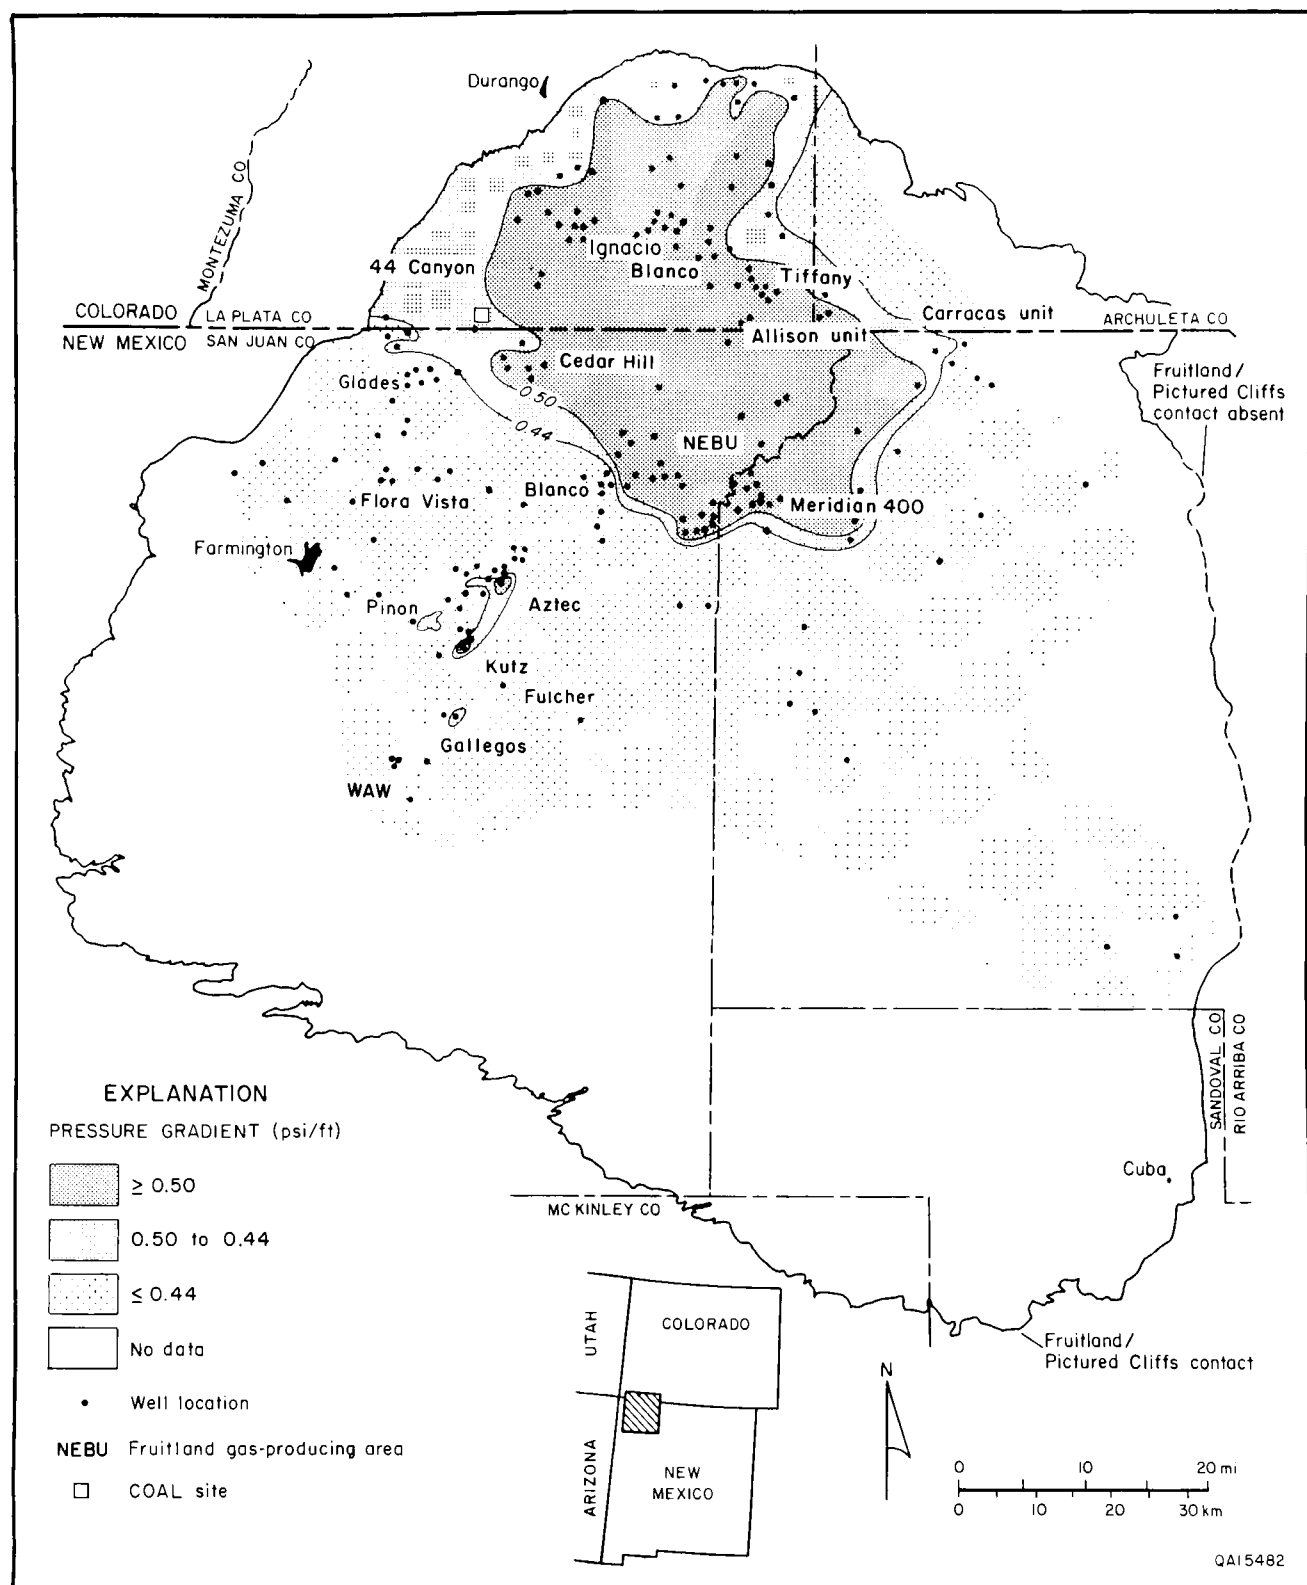 Durango
MONTEZUMA CO
44 Canyon
Ignacio
Blanco
Tiffany
COLORADO
LA PLATA CO
Carracas unit
ARCHULETA CO
NEW MEXICO
SAN JUAN CO
Allison unit
Cedar Hill
Glades
Fruitland/
Pictured Cliffs
contact absent
0.50
0.44
NEBU
Blanco
Flora Vista
Meridian 400
Farmington
Pinon
Aztec
Kutz
Fulcher
Gallegos
WAW
SANDOVAL CO
RIO ARRIBA CO
Cuba
MC KINLEY CO
Fruitland/
Pictured Cliffs contact
EXPLANATION
PRESSURE GRADIENT (psi/ft)
≥ 0.50
0.50 to 0.44
≤ 0.44
No data
Well location
NEBU Fruitland gas-producing area
COAL site
UTAH
COLORADO
ARIZONA
NEW
MEXICO
N
0 10 20 mi
0 10 20 30 km
QA15482